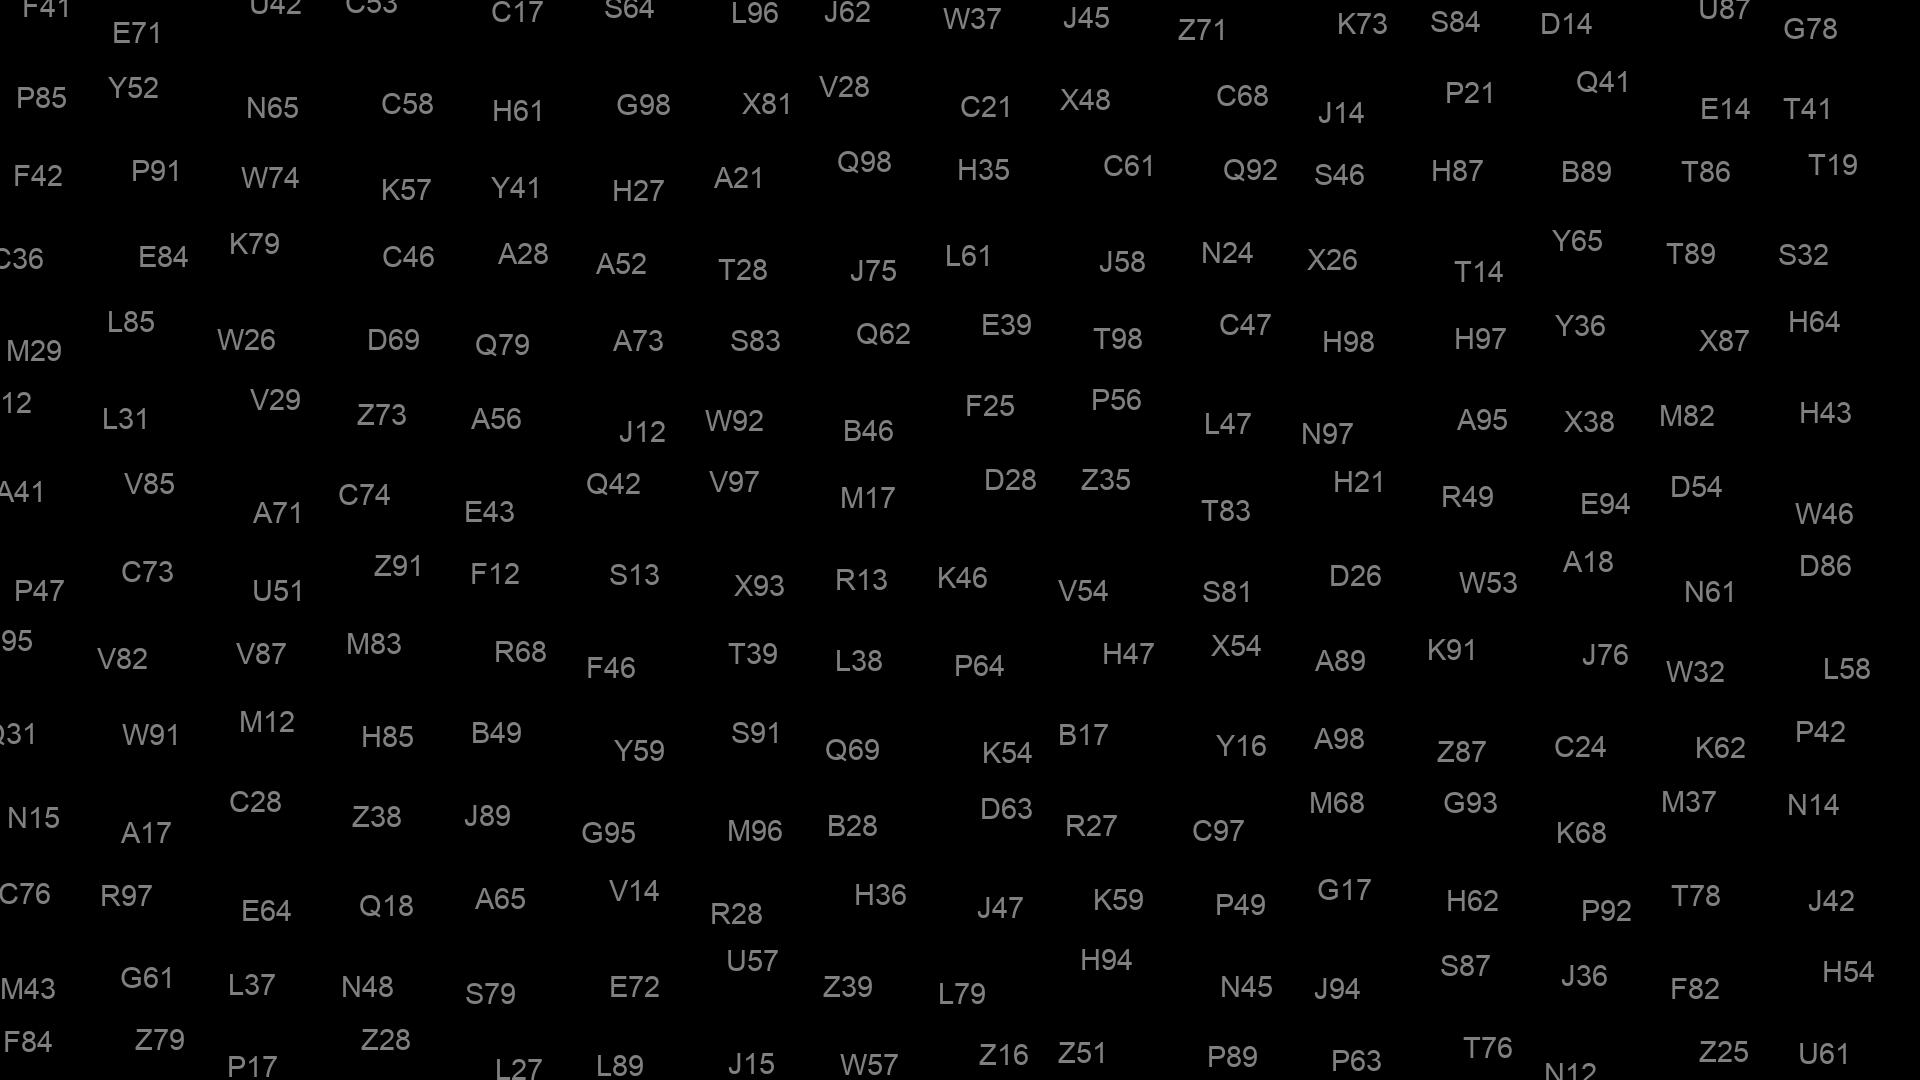 F41 E71 U42 C53 C17 S64 L96 J62 W37 J45 Z71 K73 S84 D14 U87 G78
P85 Y52 N65 C58 H61 G98 X81 V28 C21 X48 C68 J14 P21 Q41 E14 T41
F42 P91 W74 K57 Y41 H27 A21 Q98 H35 C61 Q92 S46 H87 B89 T86 T19
C36 E84 K79 C46 A28 A52 T28 J75 L61 J58 N24 X26 T14 Y65 T89 S32
M29 L85 W26 D69 Q79 A73 S83 Q62 E39 T98 C47 H98 H97 Y36 X87 H64
12 L31 V29 Z73 A56 J12 W92 B46 F25 P56 L47 N97 A95 X38 M82 H43
A41 V85 A71 C74 E43 Q42 V97 M17 D28 Z35 T83 H21 R49 E94 D54 W46
P47 C73 U51 Z91 F12 S13 X93 R13 K46 V54 S81 D26 W53 A18 N61 D86
95 V82 V87 M83 R68 F46 T39 L38 P64 H47 X54 A89 K91 J76 W32 L58
Q31 W91 M12 H85 B49 Y59 S91 Q69 K54 B17 Y16 A98 Z87 C24 K62 P42
N15 A17 C28 Z38 J89 G95 M96 B28 D63 R27 C97 M68 G93 K68 M37 N14
C76 R97 E64 Q18 A65 V14 R28 H36 J47 K59 P49 G17 H62 P92 T78 J42
M43 G61 L37 N48 S79 E72 U57 Z39 L79 H94 N45 J94 S87 J36 F82 H54
F84 Z79 P17 Z28 L27 L89 J15 W57 Z16 Z51 P89 P63 T76 N12 Z25 U61